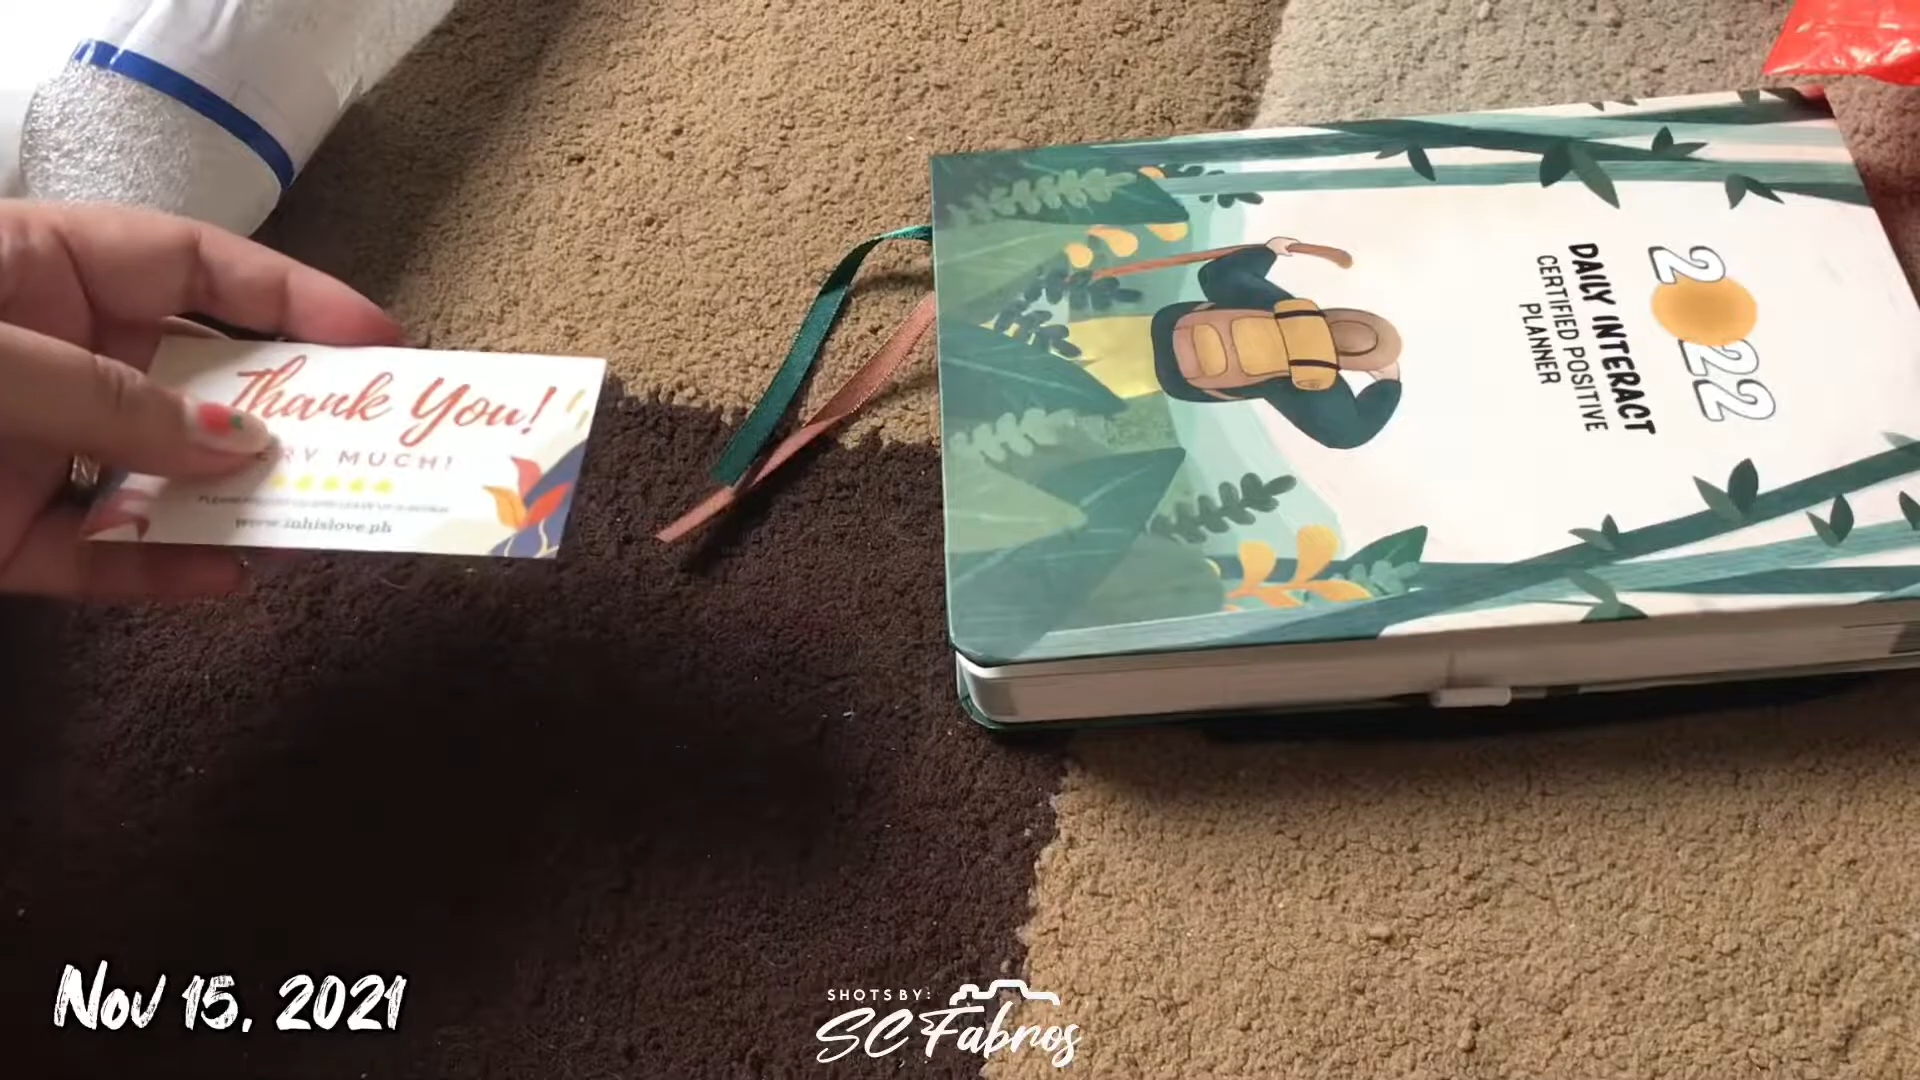 Thank You!
ERY MUCH!
www.inhislove.ph
2022
DAILY INTERACT
CERTIFIED POSITIVE
PLANNER
Nov 15, 2021
SHOTS BY:
SC Fabros